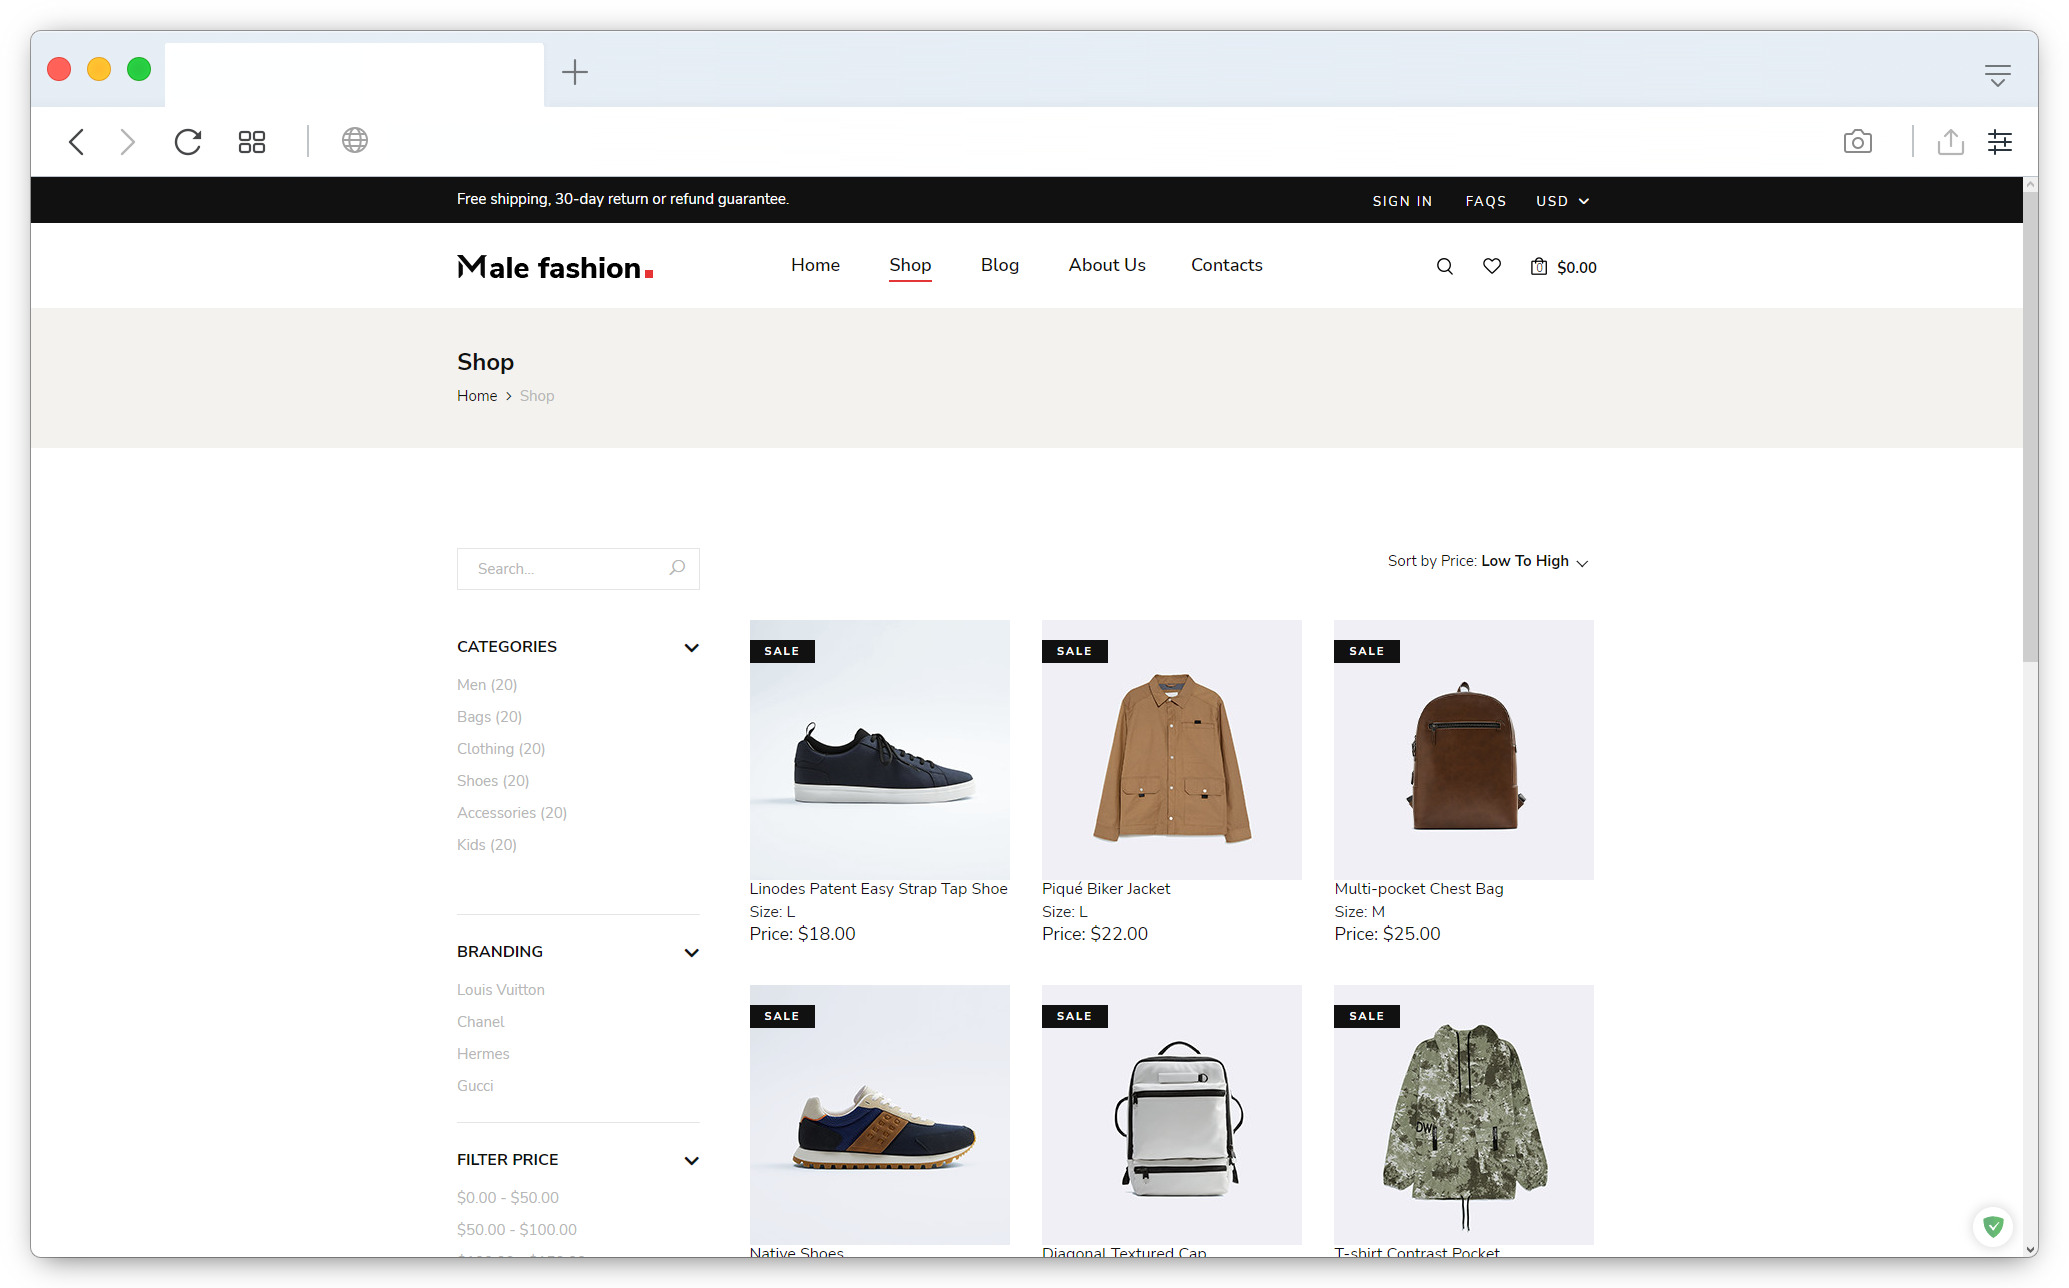 Free shipping, 30-day return or refund guarantee.
SIGN IN FAQS USD
Male fashion.
Home Shop Blog About Us Contacts
0 $0.00
Shop
Home > Shop
Search...
Sort by Price: Low To High
CATEGORIES
Men (20)
Bags (20)
Clothing (20)
Shoes (20)
Accessories (20)
Kids (20)
BRANDING
Louis Vuitton
Chanel
Hermes
Gucci
FILTER PRICE
$0.00 - $50.00
$50.00 - $100.00
SALE
Linodes Patent Easy Strap Tap Shoe
Size: L
Price: $18.00
SALE
Piqué Biker Jacket
Size: L
Price: $22.00
SALE
Multi-pocket Chest Bag
Size: M
Price: $25.00
SALE
Native Shoes
SALE
Diagonal Textured Cap
SALE
T-shirt Contrast Pocket